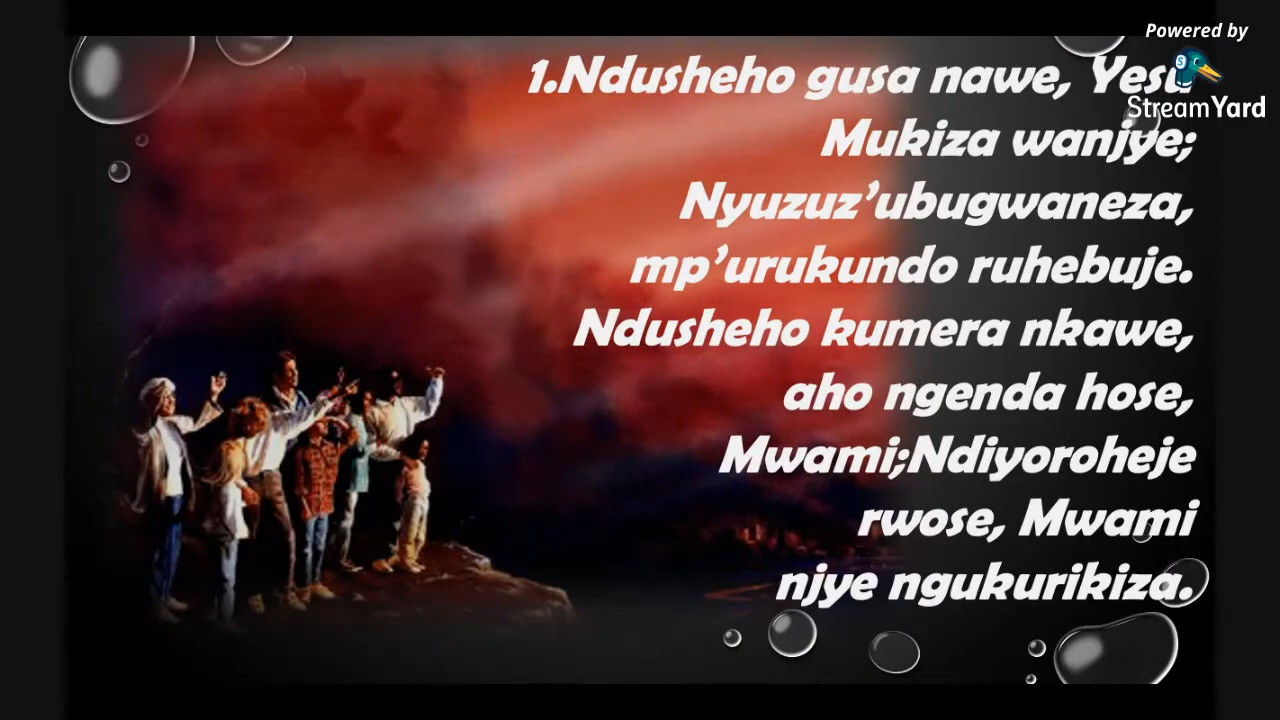 Powered by
StreamYard
1.Ndusheho gusa nawe, Yesu
Mukiza wanjye;
Nyuzuz’ubugwaneza,
mp’urukundo ruhebuje.
Ndusheho kumera nkawe,
aho ngenda hose,
Mwami;Ndiyoroheje
rwose, Mwami
njye ngukurikiza.